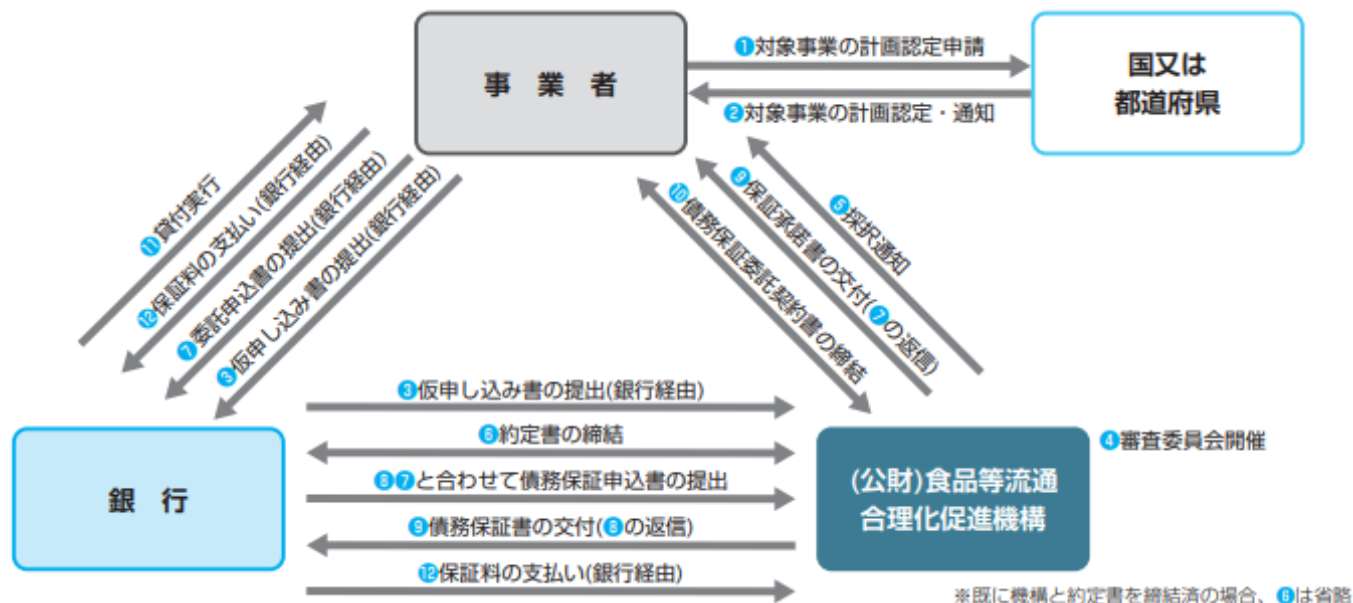 事 業 者
❶対象事業の計画認定申請
❷対象事業の計画認定・通知
国又は
都道府県
⓫貸付実行
⓬保証料の支払い(銀行経由)
❼委託申込書の提出(銀行経由)
❸仮申し込み書の提出(銀行経由)
❿債務保証委託契約書の締結
❾保証承諾書の交付(❼の返信)
❺採択通知
❸仮申し込み書の提出(銀行経由)
❻約定書の締結
❽❼と合わせて債務保証申込書の提出
❾債務保証書の交付(❽の返信)
⓬保証料の支払い(銀行経由)
銀 行
(公財)食品等流通
合理化促進機構
❹審査委員会開催
※既に機構と約定書を締結済の場合、❻は省略